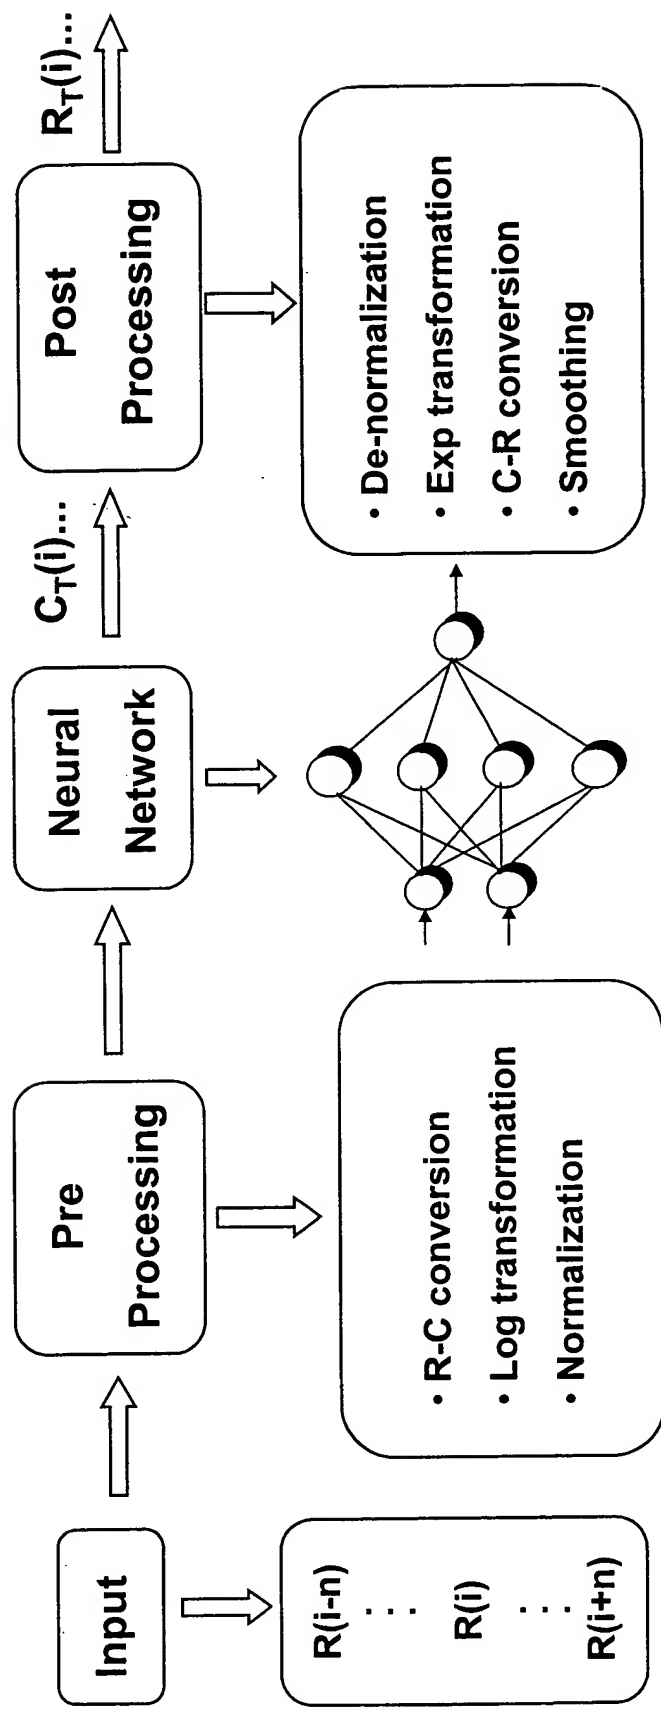 Input
R(i-n)
. . .
R(i)
. . .
R(i+n)
Pre
Processing
• R-C conversion
• Log transformation
• Normalization
Neural
Network
C_T(i)...
Post
Processing
• De-normalization
• Exp transformation
• C-R conversion
• Smoothing
R_T(i)...